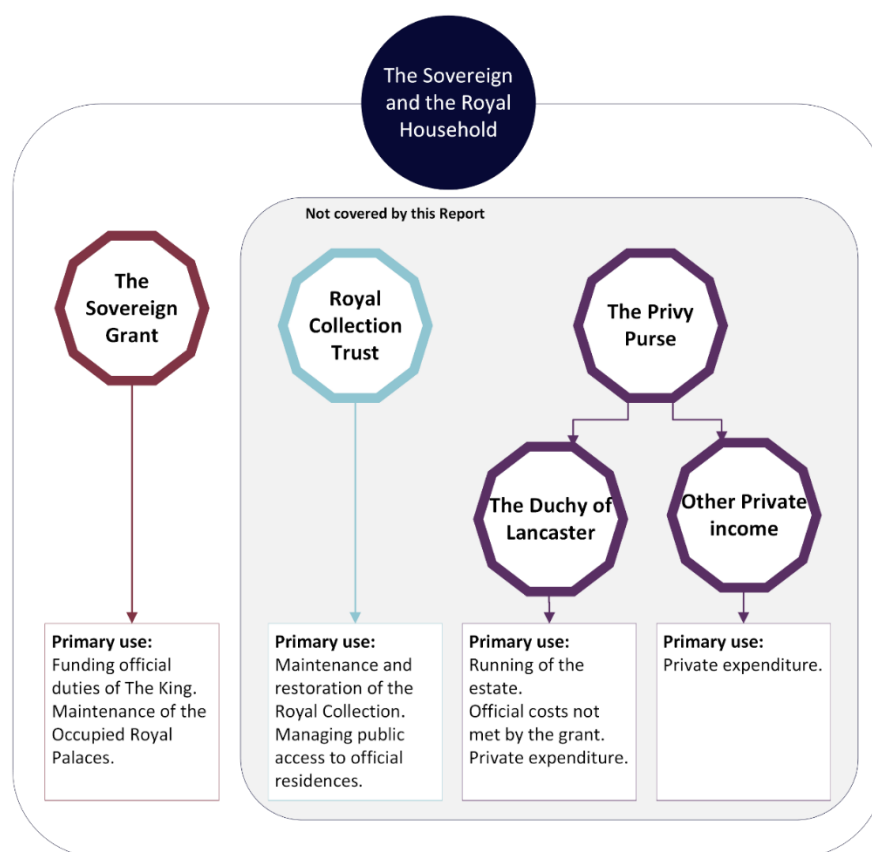 The Sovereign
and the Royal
Household
Not covered by this Report
The
Sovereign
Grant
Royal
Collection
Trust
The Privy
Purse
The Duchy of
Lancaster
Other Private
income
Primary use:
Funding official
duties of The King.
Maintenance of the
Occupied Royal
Palaces.
Primary use:
Maintenance and
restoration of the
Royal Collection.
Managing public
access to official
residences.
Primary use:
Running of the
estate.
Official costs not
met by the grant.
Private expenditure.
Primary use:
Private expenditure.